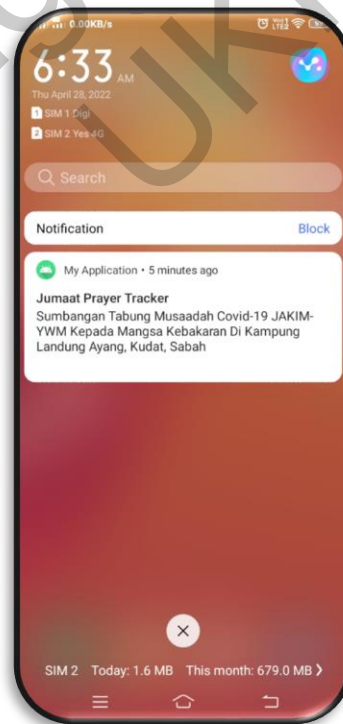 0.00KB/s
6:33 AM
Thu April 28, 2022
1 SIM 1 Digi
2 SIM 2 Yes 4G
Search
Notification Block
My Application • 5 minutes ago
Jumaat Prayer Tracker
Sumbangan Tabung Musaadah Covid-19 JAKIM-
YWM Kepada Mangsa Kebakaran Di Kampung
Landung Ayang, Kudat, Sabah
SIM 2 Today: 1.6 MB This month: 679.0 MB